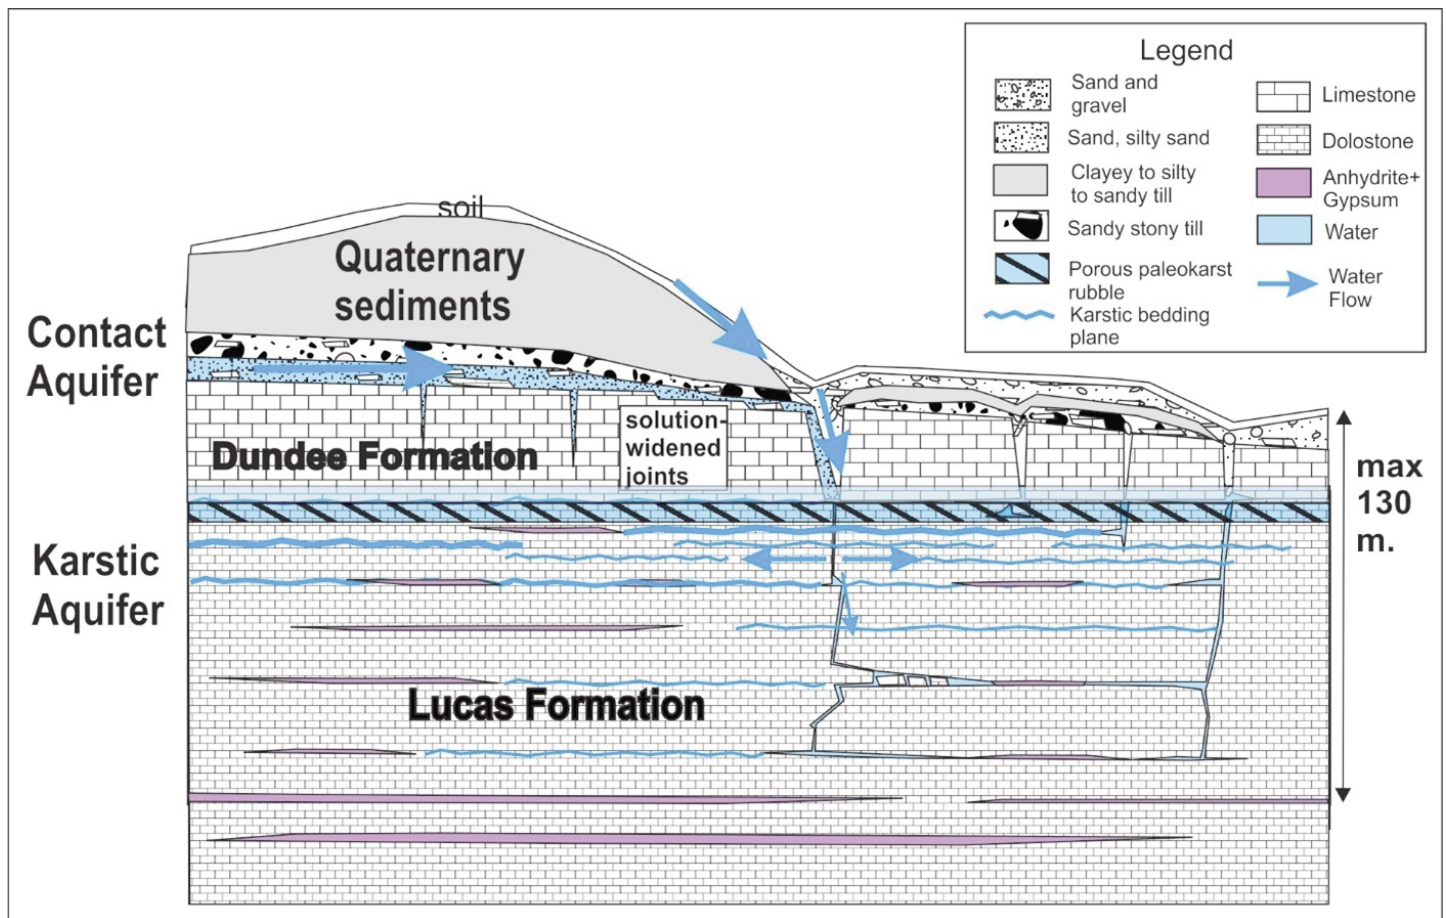 Legend
Sand and
gravel
Sand, silty sand
Clayey to silty
to sandy till
Sandy stony till
Porous paleokarst
rubble
Karstic bedding
plane
Limestone
Dolostone
Anhydrite+
Gypsum
Water
Water
Flow
soil
Quaternary
sediments
Contact
Aquifer
solution-
widened
joints
Dundee Formation
max
130
m.
Karstic
Aquifer
Lucas Formation